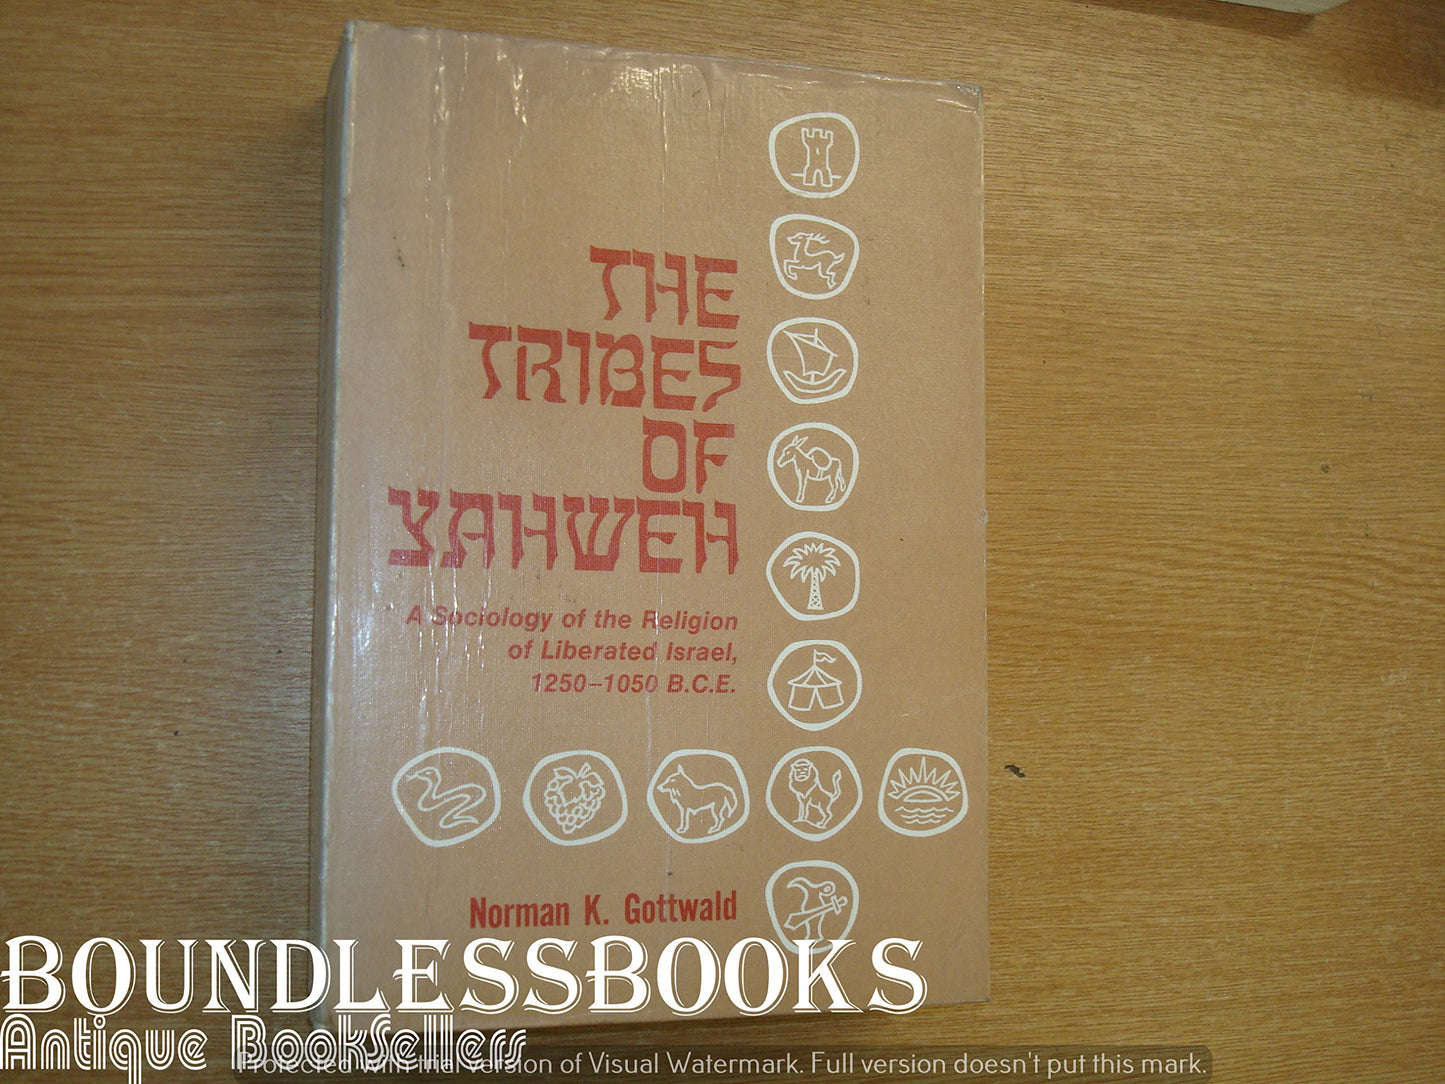 THE
TRIBES
OF
YAHWEH
A Sociology of the Religion
of Liberated Israel,
1250–1050 B.C.E.
Norman K. Gottwald
BOUNDLESSBOOKS
Antique BookSellers
Protected with trial version of Visual Watermark. Full version doesn't put this mark.